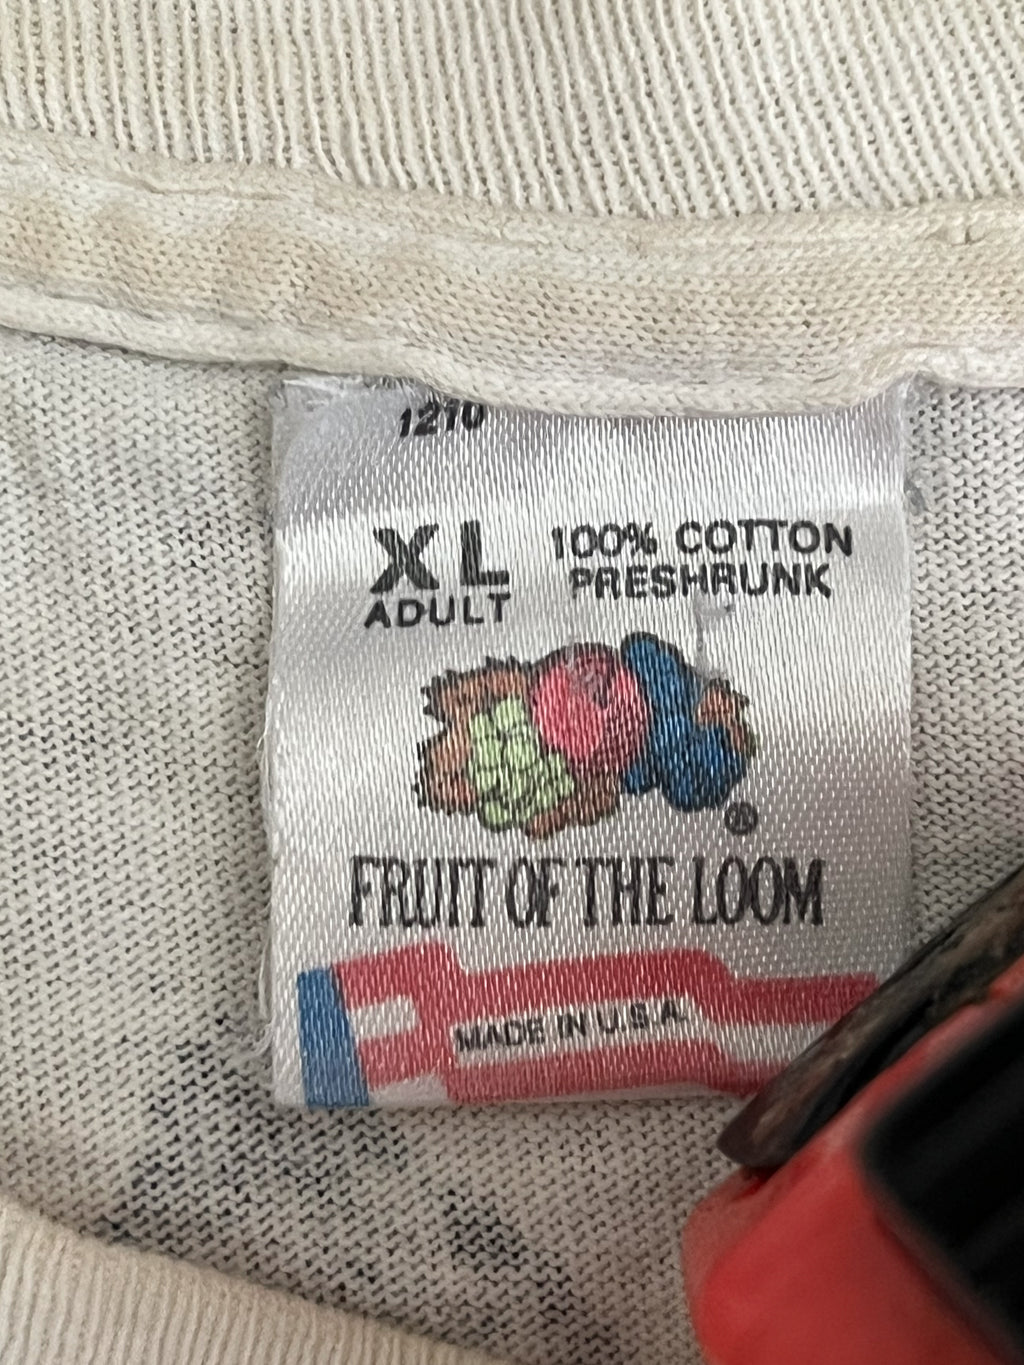 1210
XL 100% COTTON
ADULT PRESHRUNK
®
FRUIT OF THE LOOM
MADE IN U.S.A.